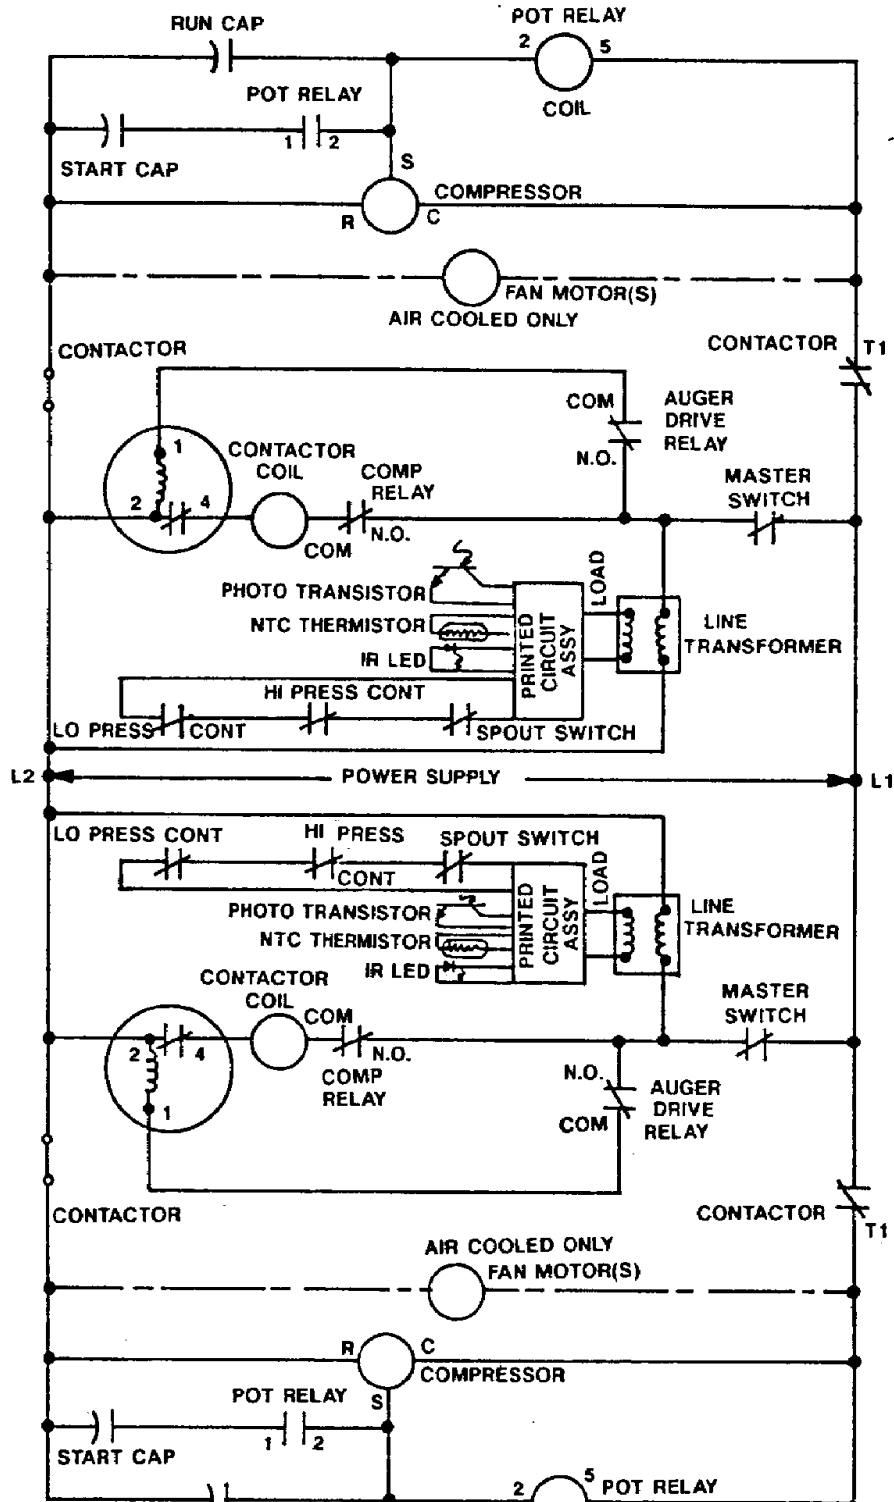 RUN CAP
POT RELAY
2 5
COIL
POT RELAY
1 2
START CAP
S
COMPRESSOR
R C
FAN MOTOR(S)
AIR COOLED ONLY
CONTACTOR
CONTACTOR T1
COM
AUGER
DRIVE
RELAY
N.O.
1
CONTACTOR
COIL
COMP
RELAY
MASTER
SWITCH
2 4
COM
N.O.
PHOTO TRANSISTOR
NTC THERMISTOR
IR LED
PRINTED
CIRCUIT
ASSY
LOAD
LINE
TRANSFORMER
HI PRESS CONT
LO PRESS CONT
SPOUT SWITCH
L2 POWER SUPPLY L1
LO PRESS CONT
HI PRESS
CONT
SPOUT SWITCH
PHOTO TRANSISTOR
NTC THERMISTOR
IR LED
PRINTED
CIRCUIT
ASSY
LOAD
LINE
TRANSFORMER
CONTACTOR
COIL
MASTER
SWITCH
COM
2 4
N.O.
COMP
RELAY
1
N.O.
COM
AUGER
DRIVE
RELAY
CONTACTOR
CONTACTOR
T1
AIR COOLED ONLY
FAN MOTOR(S)
R C
COMPRESSOR
S
POT RELAY
1 2
START CAP
2 5
POT RELAY